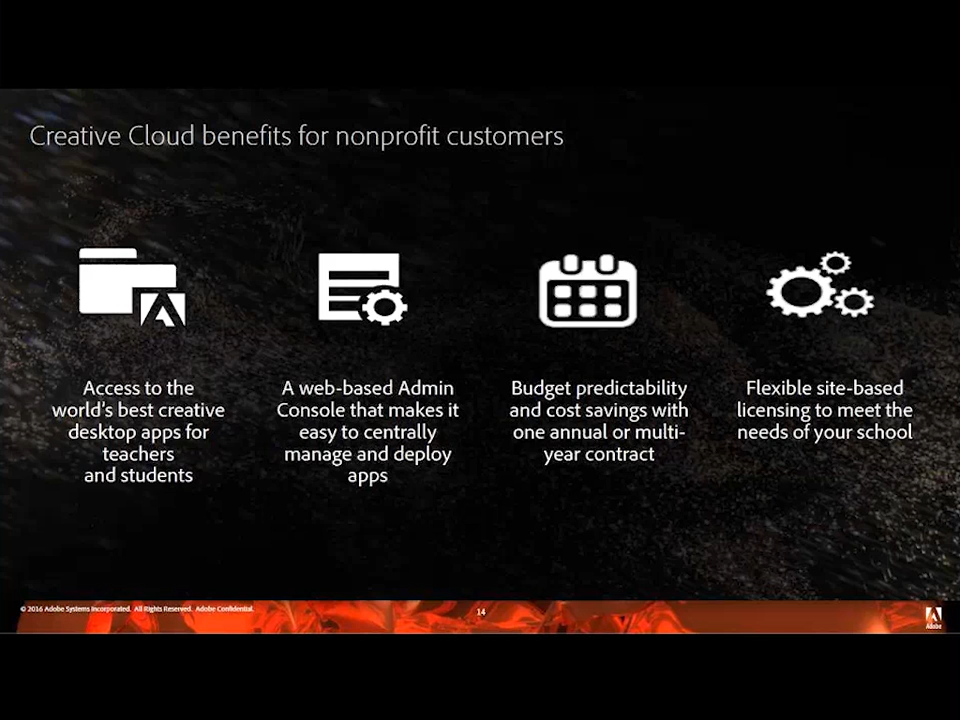 Creative Cloud benefits for nonprofit customers
Access to the
world's best creative
desktop apps for
teachers
and students
A web-based Admin
Console that makes it
easy to centrally
manage and deploy
apps
Budget predictability
and cost savings with
one annual or multi-
year contract
Flexible site-based
licensing to meet the
needs of your school
© 2016 Adobe Systems Incorporated. All Rights Reserved. Adobe Confidential.
14
Adobe